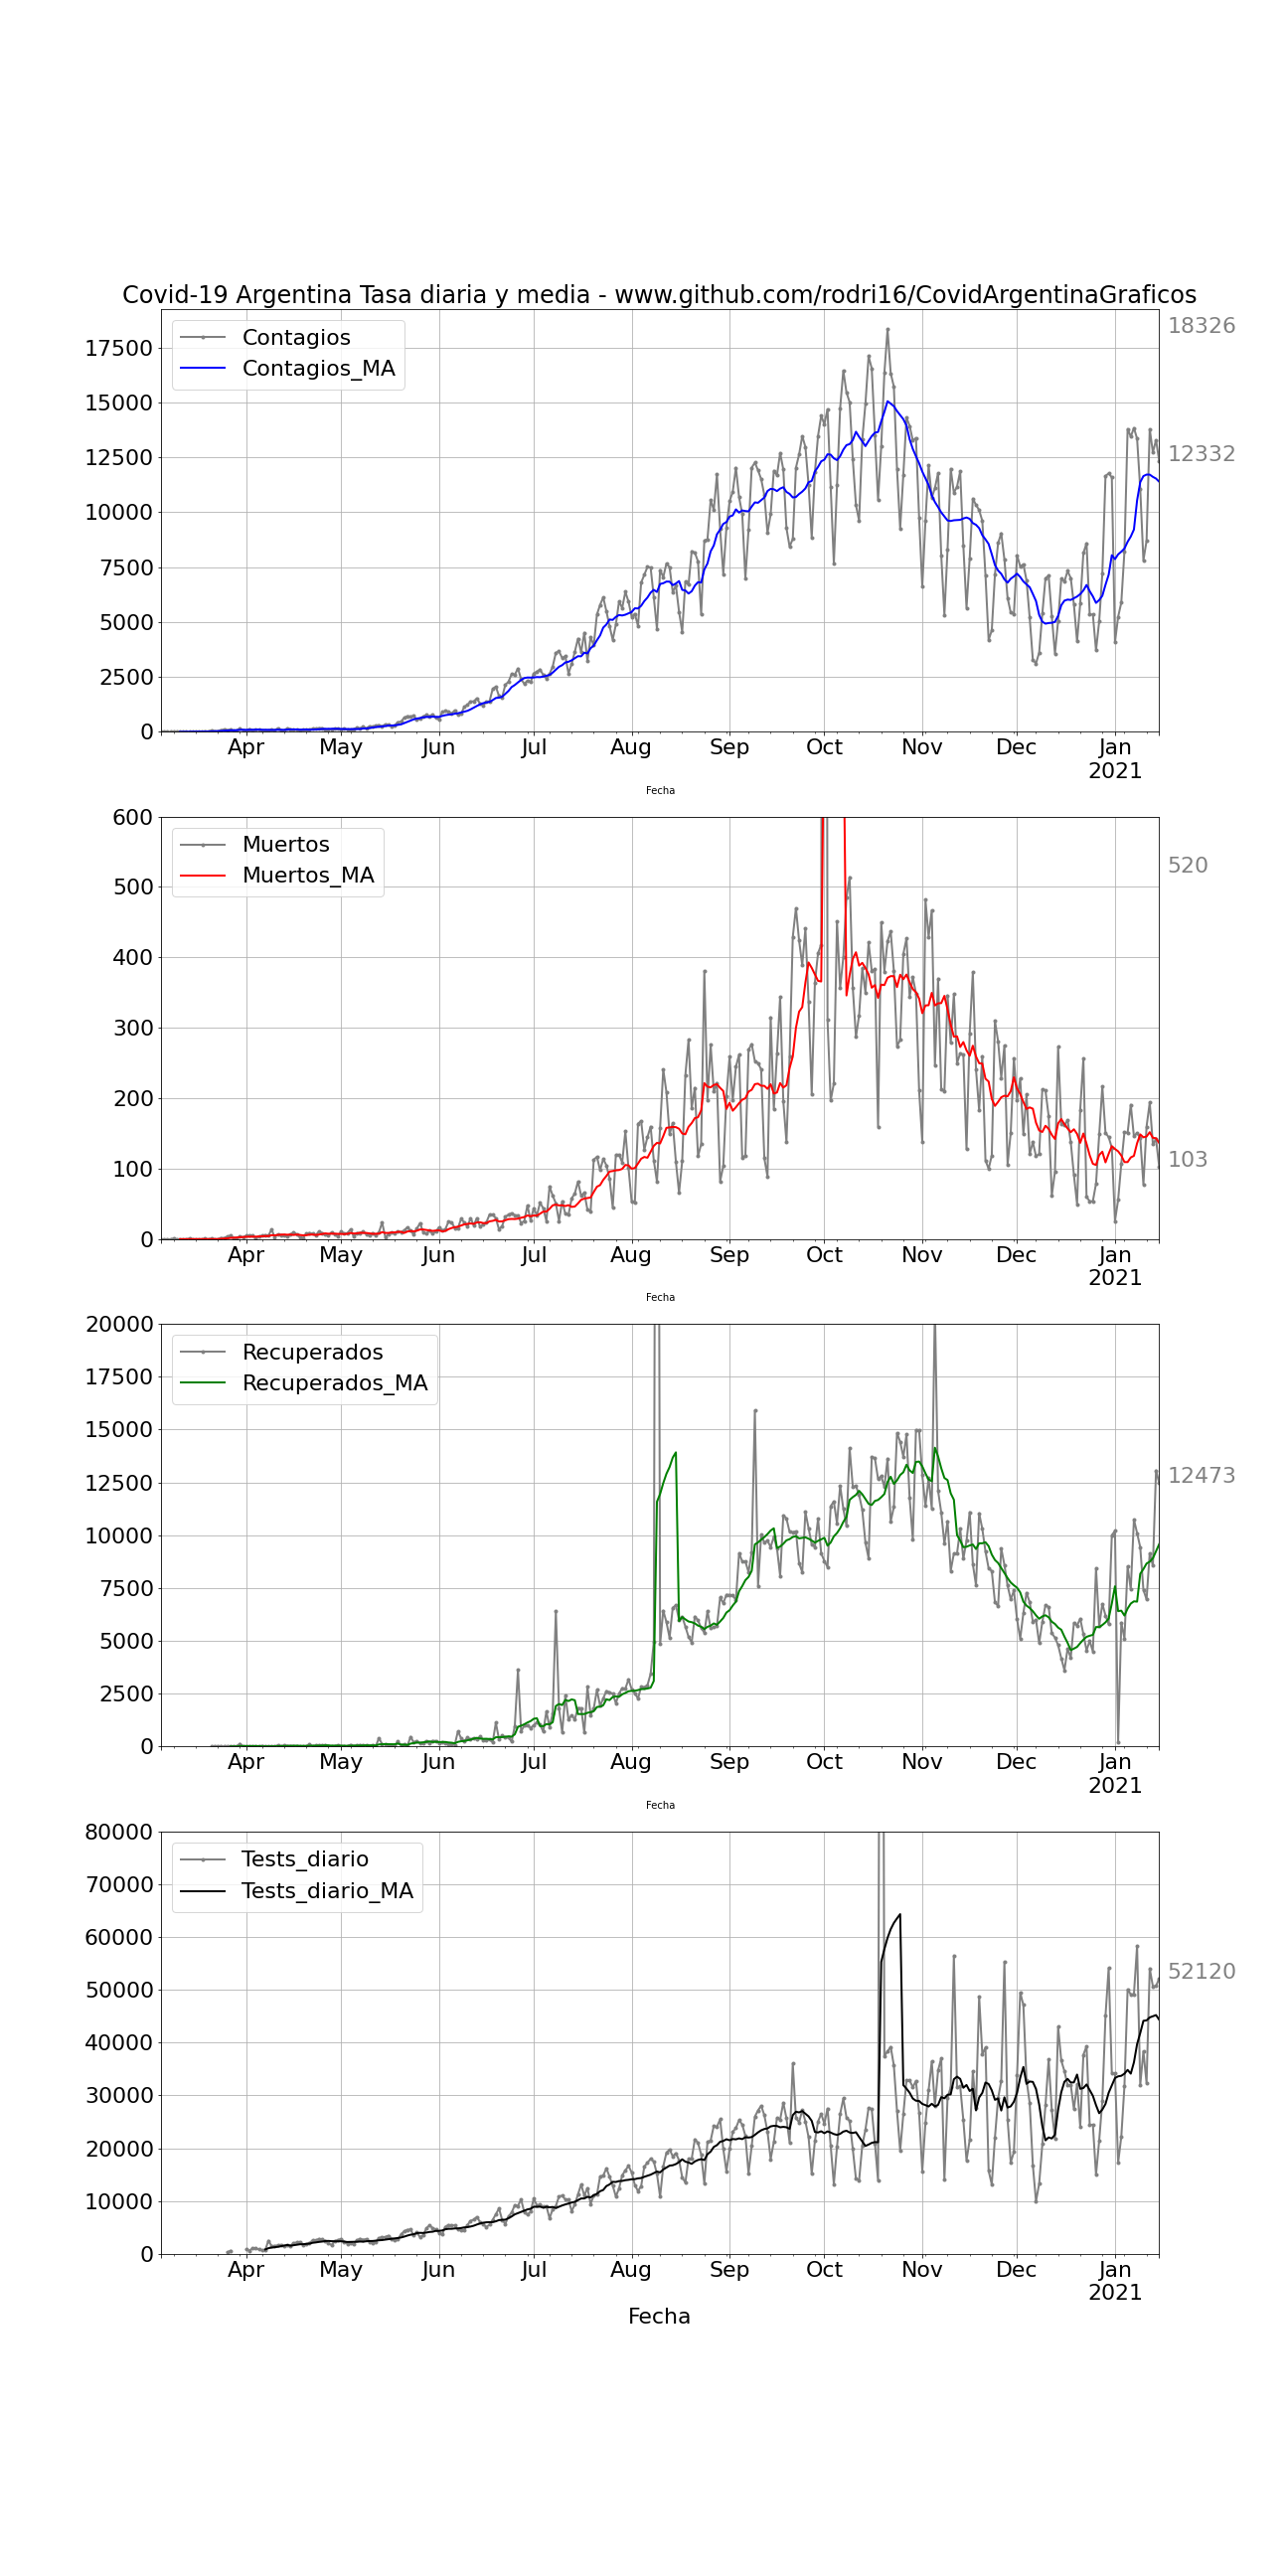 Covid-19 Argentina Tasa diaria y media - www.github.com/rodri16/CovidArgentinaGraficos
18326
Contagios
Contagios_MA
17500
15000
12500
12332
10000
7500
5000
2500
0
Apr May Jun Jul Aug Sep Oct Nov Dec Jan
2021
Fecha
600
Muertos
Muertos_MA
520
500
400
300
200
103
100
0
Apr May Jun Jul Aug Sep Oct Nov Dec Jan
2021
Fecha
20000
Recuperados
Recuperados_MA
17500
15000
12500
12473
10000
7500
5000
2500
0
Apr May Jun Jul Aug Sep Oct Nov Dec Jan
2021
Fecha
80000
Tests_diario
Tests_diario_MA
70000
60000
52120
50000
40000
30000
20000
10000
0
Apr May Jun Jul Aug Sep Oct Nov Dec Jan
2021
Fecha